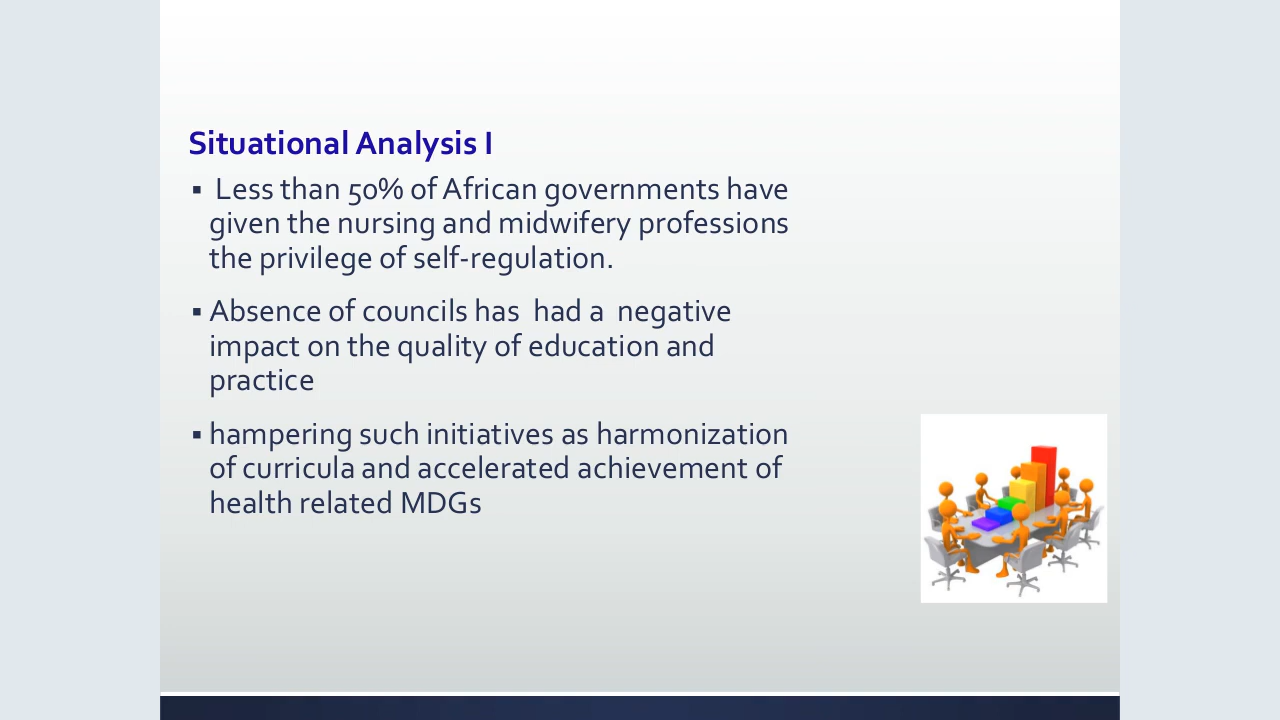 Situational Analysis I
▪ Less than 50% of African governments have
given the nursing and midwifery professions
the privilege of self-regulation.
▪ Absence of councils has  had a  negative
impact on the quality of education and
practice
▪ hampering such initiatives as harmonization
of curricula and accelerated achievement of
health related MDGs